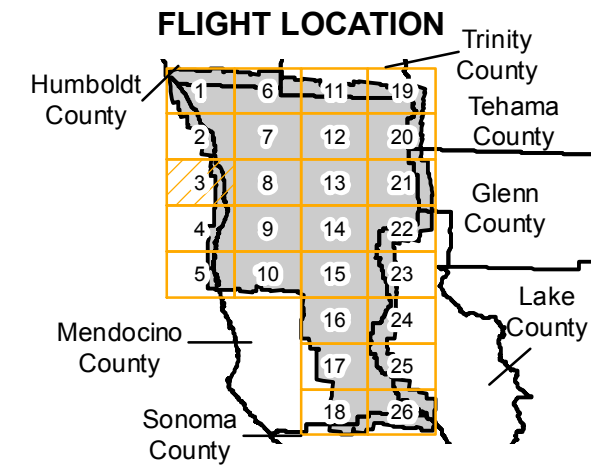 FLIGHT LOCATION
Trinity
County
Humboldt
County
Tehama
County
Glenn
County
Lake
County
Mendocino
County
Sonoma
County
1 6 11 19
2 7 12 20
3 8 13 21
4 9 14 22
5 10 15 23
16 24
17 25
18 26